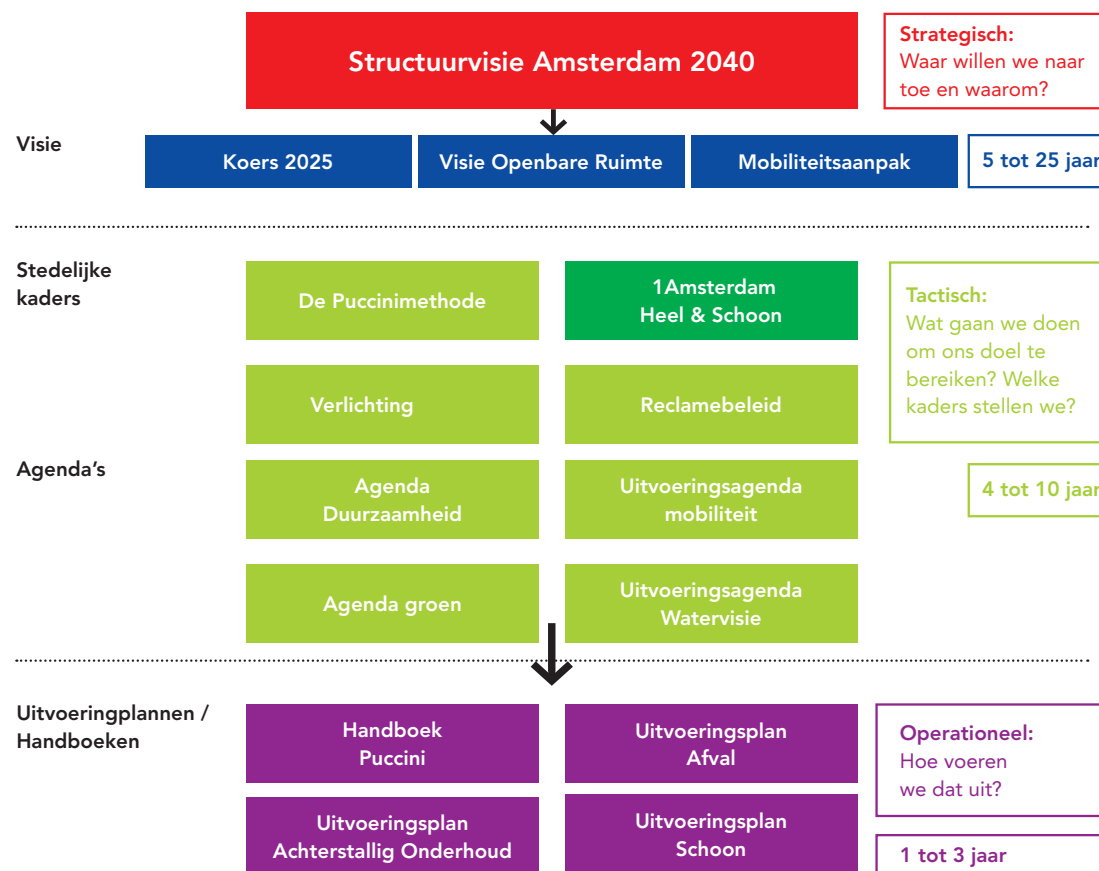 Structuurvisie Amsterdam 2040
Strategisch:
Waar willen we naar
toe en waarom?
Visie
Koers 2025
Visie Openbare Ruimte
Mobiliteitsaanpak
5 tot 25 jaar
Stedelijke
kaders
De Puccinimethode
1Amsterdam
Heel & Schoon
Tactisch:
Wat gaan we doen
om ons doel te
bereiken? Welke
kaders stellen we?
Verlichting
Reclamebeleid
Agenda's
Agenda
Duurzaamheid
Uitvoeringsagenda
mobiliteit
4 tot 10 jaar
Agenda groen
Uitvoeringsagenda
Watervisie
Uitvoeringplannen /
Handboeken
Handboek
Puccini
Uitvoeringsplan
Afval
Operationeel:
Hoe voeren
we dat uit?
Uitvoeringsplan
Achterstallig Onderhoud
Uitvoeringsplan
Schoon
1 tot 3 jaar